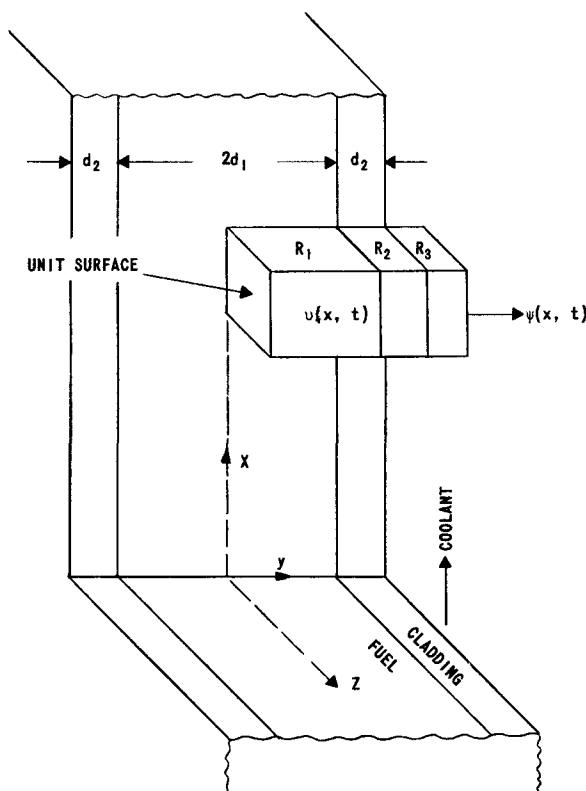 d₂ 2d₁ d₂
R₁ R₂ R₃
UNIT SURFACE
υ(x, t) ψ(x, t)
X
COOLANT
y
CLADDING
FUEL
Z